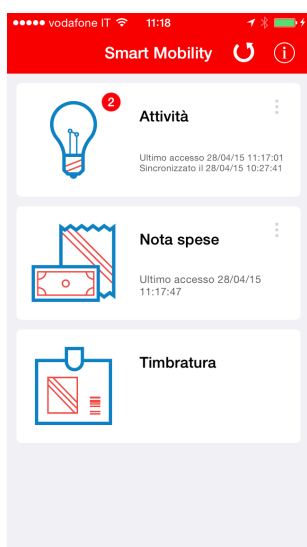 vodafone IT 11:18
Smart Mobility
2
Attività
Ultimo accesso 28/04/15 11:17:01
Sincronizzato il 28/04/15 10:27:41
Nota spese
Ultimo accesso 28/04/15
11:17:47
Timbratura